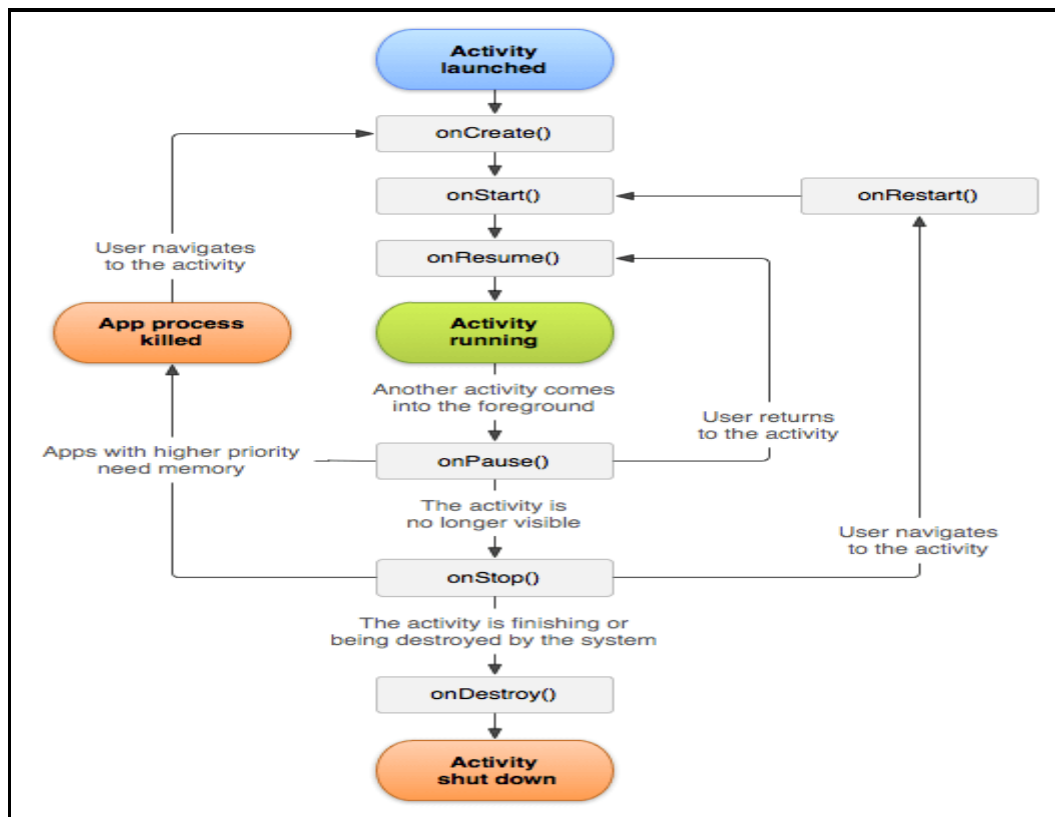 Activity
launched
onCreate()
onStart()
onRestart()
onResume()
User navigates
to the activity
App process
killed
Activity
running
Another activity comes
into the foreground
User returns
to the activity
Apps with higher priority
need memory
onPause()
The activity is
no longer visible
User navigates
to the activity
onStop()
The activity is finishing or
being destroyed by the system
onDestroy()
Activity
shut down